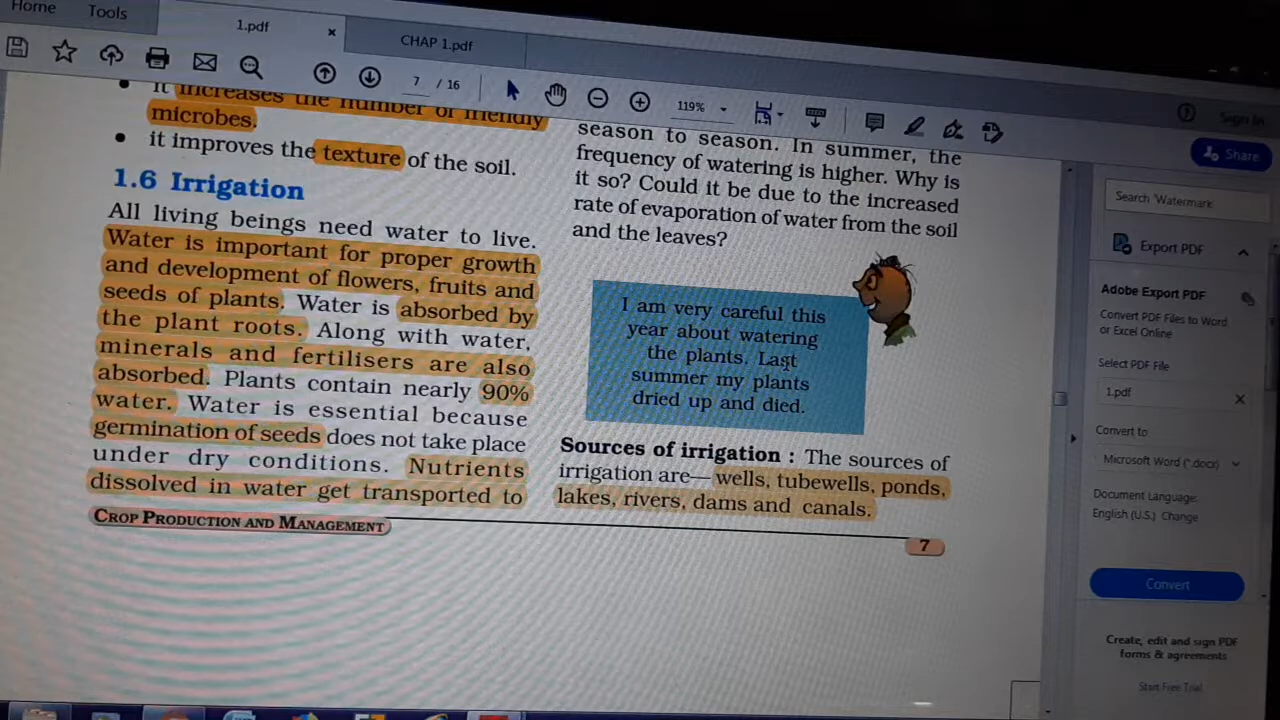 Home Tools
1.pdf × CHAP 1.pdf
7 / 16 119%
Sign In
Share
It increases the number of friendly
microbes.
• it improves the texture of the soil.
1.6 Irrigation
All living beings need water to live.
Water is important for proper growth
and development of flowers, fruits and
seeds of plants. Water is absorbed by
the plant roots. Along with water,
minerals and fertilisers are also
absorbed. Plants contain nearly 90%
water. Water is essential because
germination of seeds does not take place
under dry conditions. Nutrients
dissolved in water get transported to
season to season. In summer, the
frequency of watering is higher. Why is
it so? Could it be due to the increased
rate of evaporation of water from the soil
and the leaves?
I am very careful this
year about watering
the plants. Last
summer my plants
dried up and died.
Sources of irrigation : The sources of
irrigation are— wells, tubewells, ponds,
lakes, rivers, dams and canals.
CROP PRODUCTION AND MANAGEMENT
7
Search 'Watermark
Export PDF
Adobe Export PDF
Convert PDF Files to Word
or Excel Online
Select PDF File
1.pdf ×
Convert to
Microsoft Word (*.docx)
Document Language:
English (U.S.) Change
Convert
Create, edit and sign PDF
forms & agreements
Start Free Trial